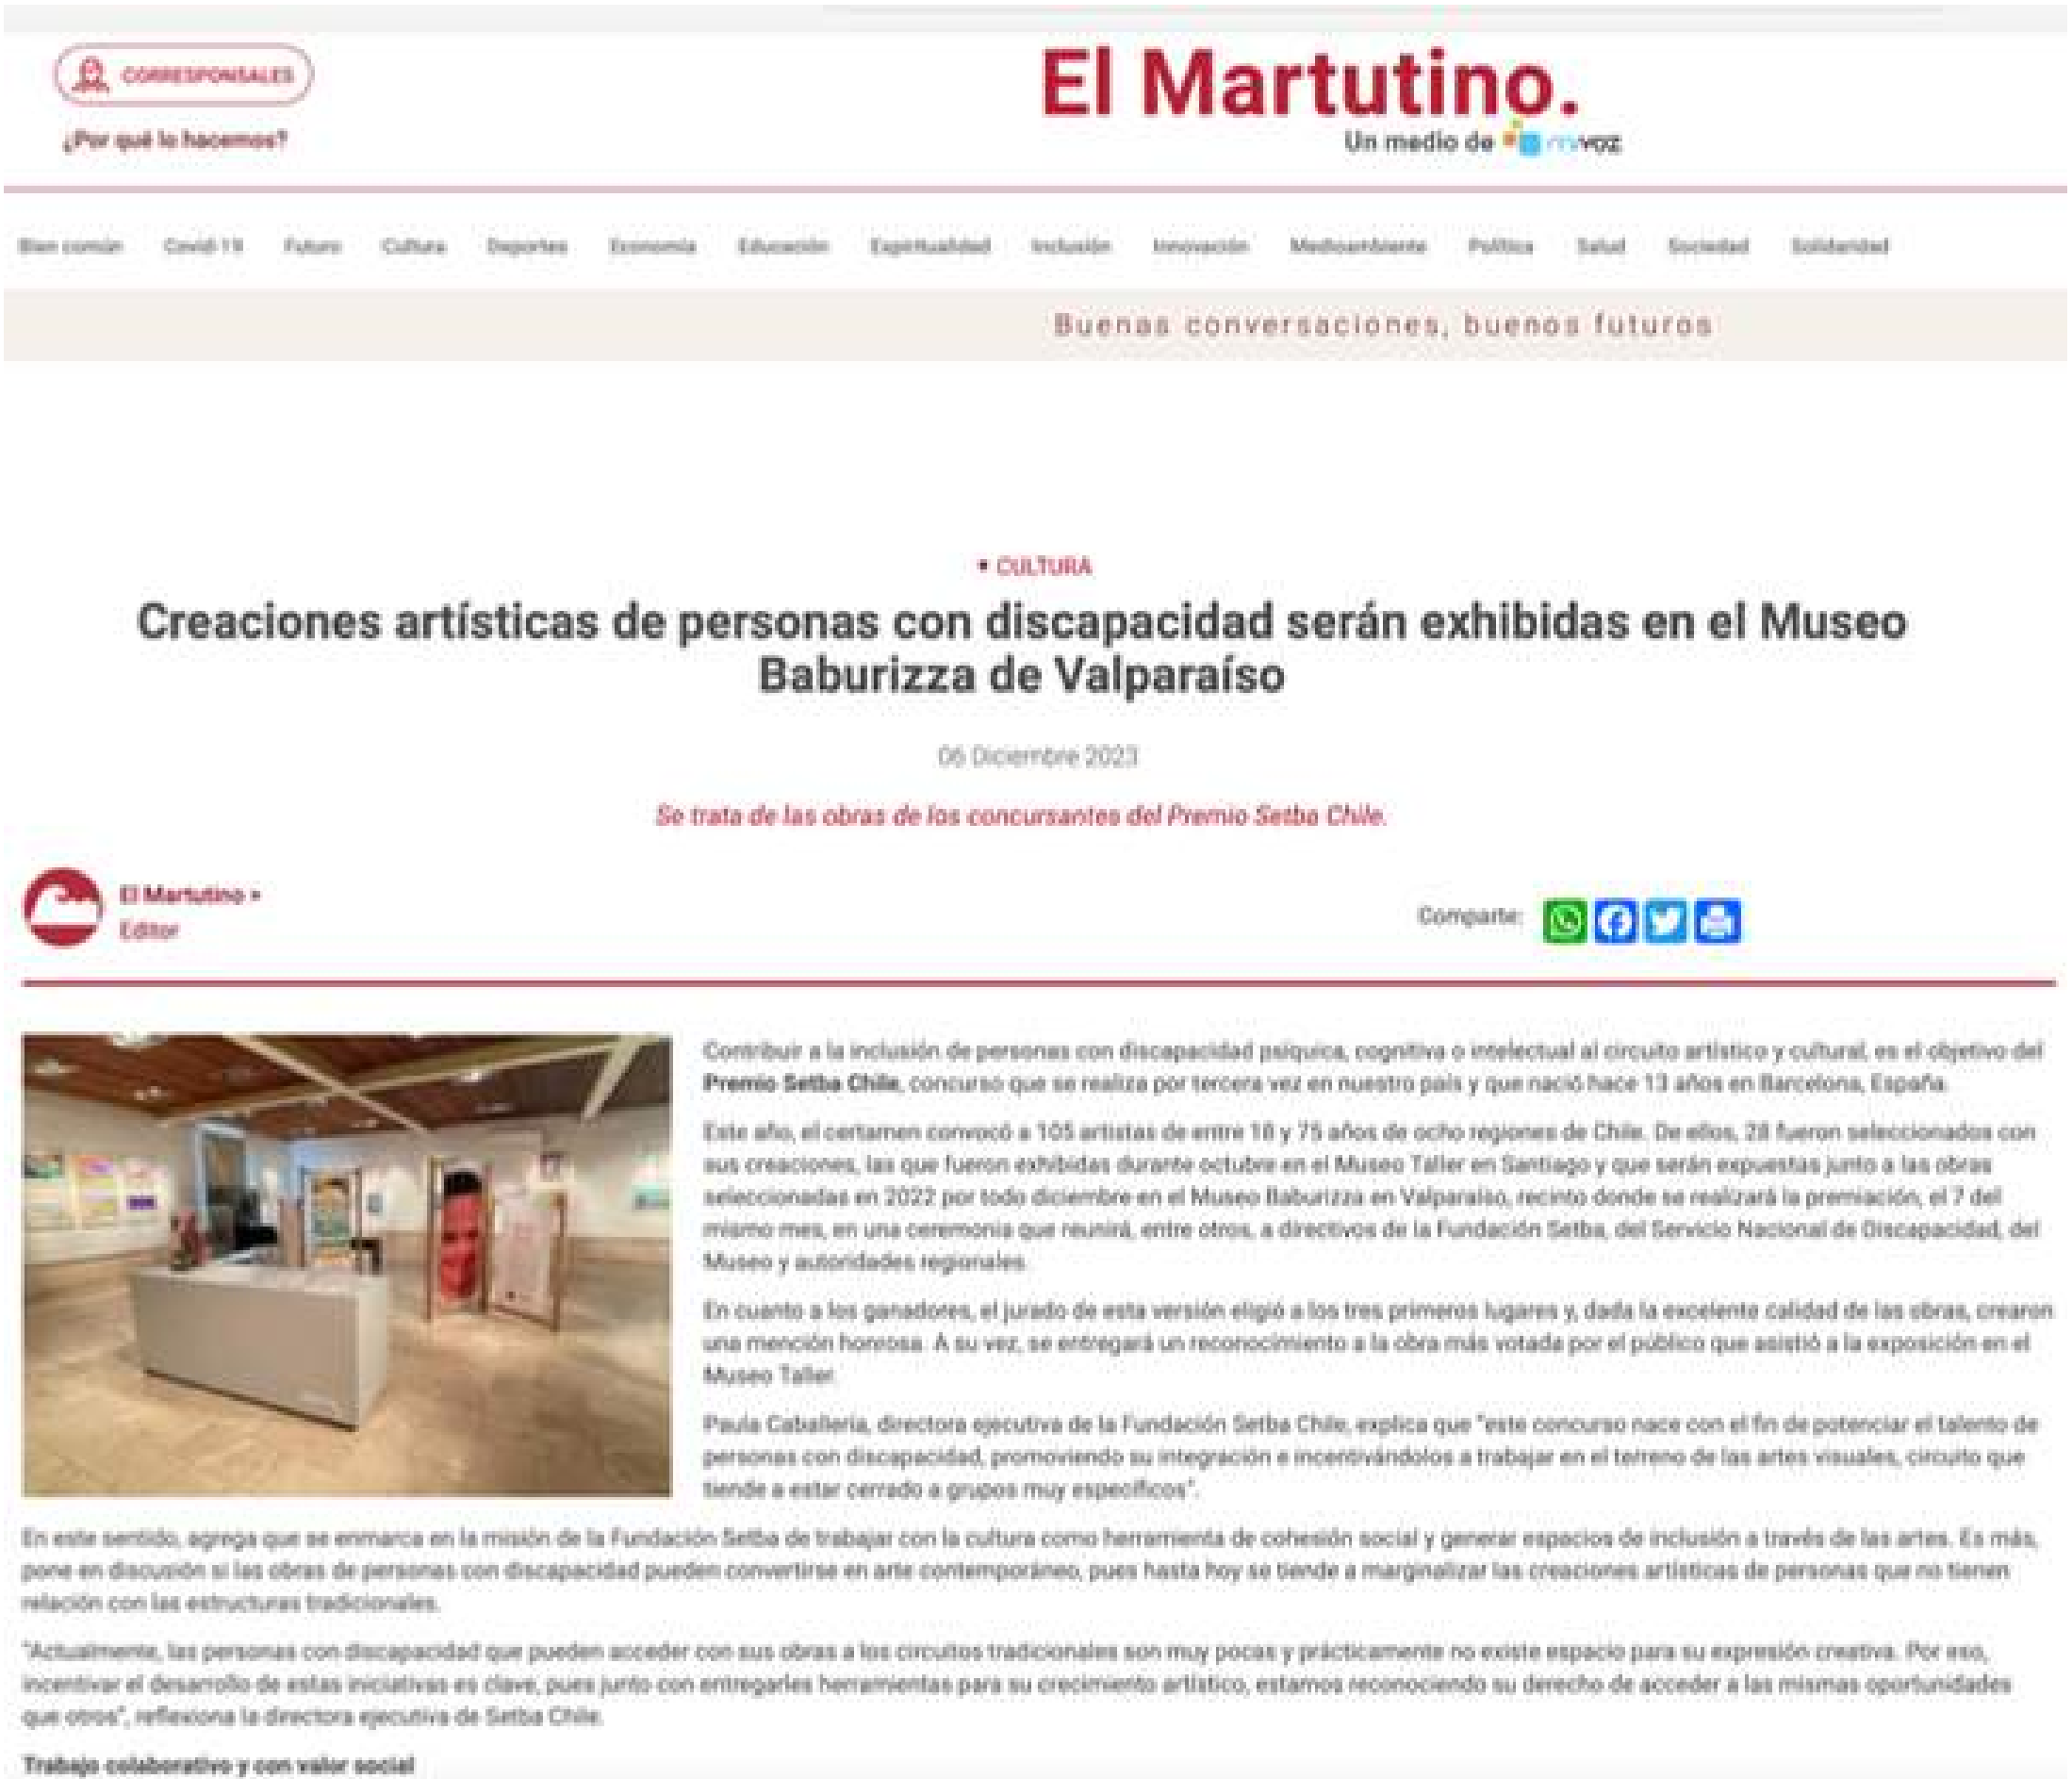 CORRESPONSALES
¿Por qué lo hacemos?
El Martutino.
Un medio de mivoz
Bien común Covid-19 Futuro Cultura Deportes Economía Educación Espiritualidad Inclusión Innovación Medioambiente Política Salud Sociedad Solidaridad
Buenas conversaciones, buenos futuros
• CULTURA
Creaciones artísticas de personas con discapacidad serán exhibidas en el Museo
Baburizza de Valparaíso
06 Diciembre 2023
Se trata de las obras de los concursantes del Premio Setba Chile.
El Martutino •
Editor
Comparte:
Contribuir a la inclusión de personas con discapacidad psíquica, cognitiva o intelectual al circuito artístico y cultural, es el objetivo del
Premio Setba Chile, concurso que se realiza por tercera vez en nuestro país y que nació hace 13 años en Barcelona, España.
Este año, el certamen convocó a 105 artistas de entre 18 y 75 años de ocho regiones de Chile. De ellos, 28 fueron seleccionados con
sus creaciones, las que fueron exhibidas durante octubre en el Museo Taller en Santiago y que serán expuestas junto a las obras
seleccionadas en 2022 por todo diciembre en el Museo Baburizza en Valparaíso, recinto donde se realizará la premiación, el 7 del
mismo mes, en una ceremonia que reunirá, entre otros, a directivos de la Fundación Setba, del Servicio Nacional de Discapacidad, del
Museo y autoridades regionales.
En cuanto a los ganadores, el jurado de esta versión eligió a los tres primeros lugares y, dada la excelente calidad de las obras, crearon
una mención honrosa. A su vez, se entregará un reconocimiento a la obra más votada por el público que asistió a la exposición en el
Museo Taller.
Paula Caballería, directora ejecutiva de la Fundación Setba Chile, explica que "este concurso nace con el fin de potenciar el talento de
personas con discapacidad, promoviendo su integración e incentivándolos a trabajar en el terreno de las artes visuales, circuito que
tiende a estar cerrado a grupos muy específicos".
En este sentido, agrega que se enmarca en la misión de la Fundación Setba de trabajar con la cultura como herramienta de cohesión social y generar espacios de inclusión a través de las artes. Es más,
pone en discusión si las obras de personas con discapacidad pueden convertirse en arte contemporáneo, pues hasta hoy se tiende a marginalizar las creaciones artísticas de personas que no tienen
relación con las estructuras tradicionales.
"Actualmente, las personas con discapacidad que pueden acceder con sus obras a los circuitos tradicionales son muy pocas y prácticamente no existe espacio para su expresión creativa. Por eso,
incentivar el desarrollo de estas iniciativas es clave, pues junto con entregarles herramientas para su crecimiento artístico, estamos reconociendo su derecho de acceder a las mismas oportunidades
que otros", reflexiona la directora ejecutiva de Setba Chile.
Trabajo colaborativo y con valor social